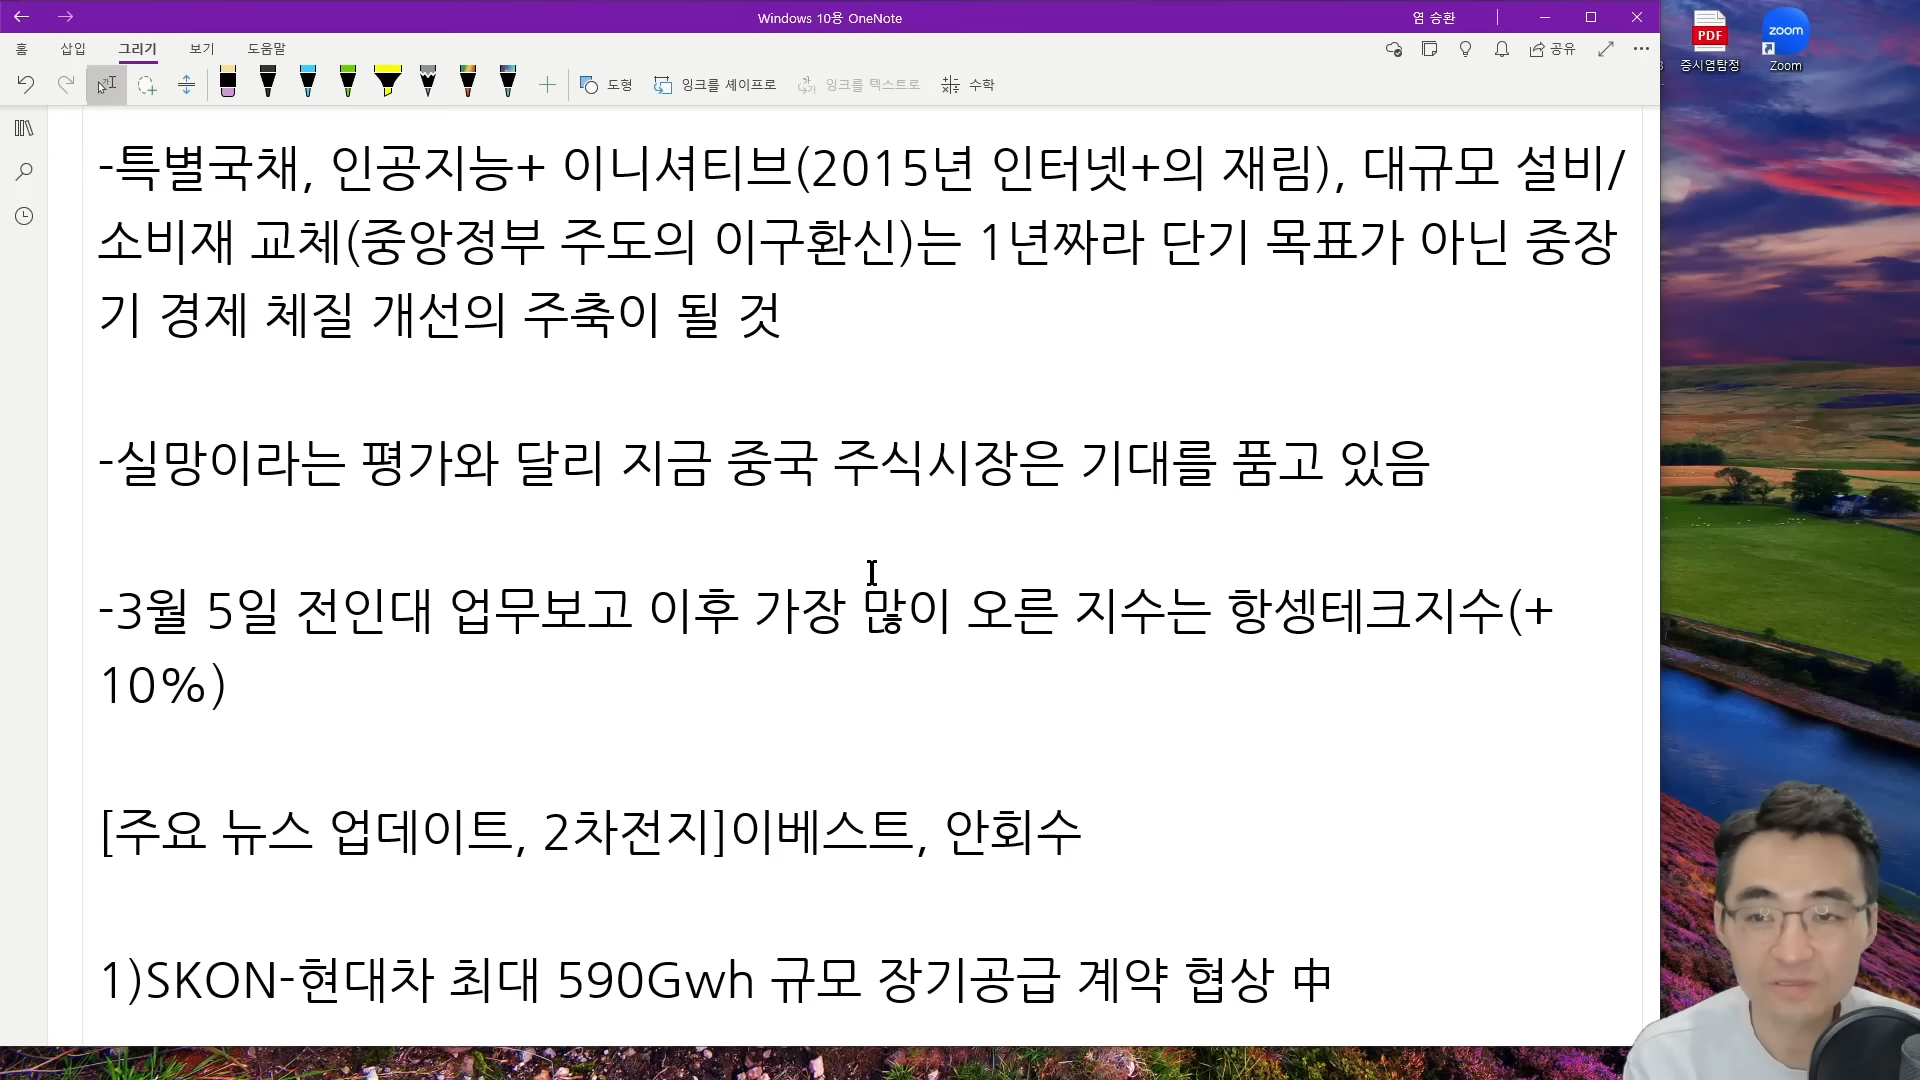 Windows 10용 OneNote
염 승환
홈 삽입 그리기 보기 도움말
공유
도형 잉크를 셰이프로 잉크를 텍스트로 수학
PDF
증시염탐정
zoom
Zoom
-특별국채, 인공지능+ 이니셔티브(2015년 인터넷+의 재림), 대규모 설비/
소비재 교체(중앙정부 주도의 이구환신)는 1년짜라 단기 목표가 아닌 중장
기 경제 체질 개선의 주축이 될 것
-실망이라는 평가와 달리 지금 중국 주식시장은 기대를 품고 있음
-3월 5일 전인대 업무보고 이후 가장 많이 오른 지수는 항셍테크지수(+
10%)
[주요 뉴스 업데이트, 2차전지]이베스트, 안회수
1)SKON-현대차 최대 590Gwh 규모 장기공급 계약 협상 中